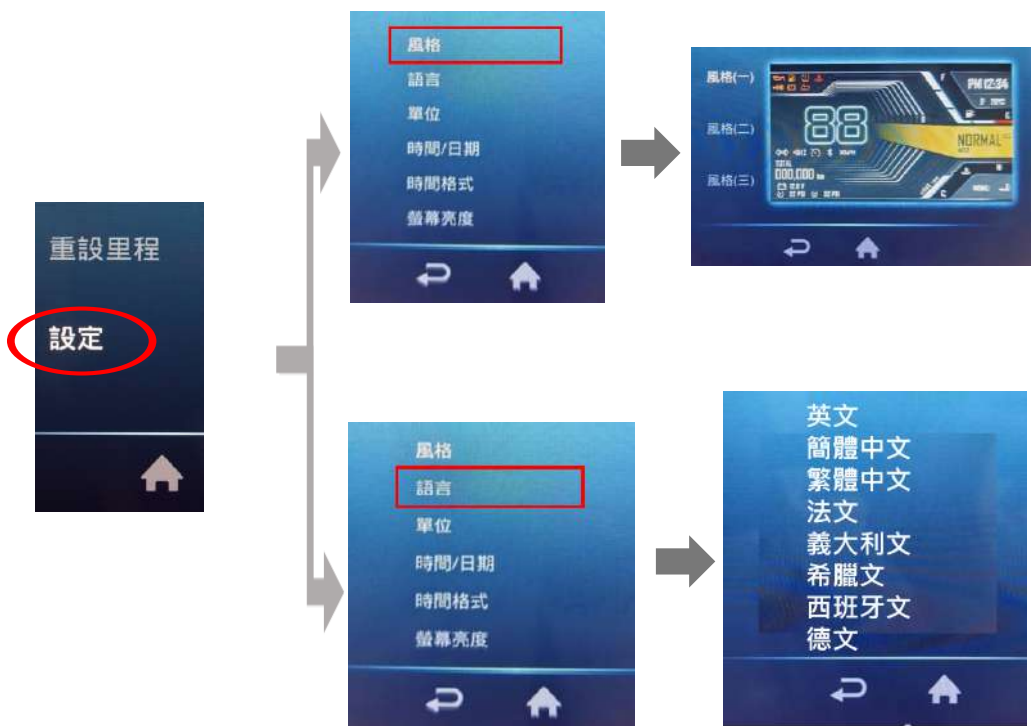 重設里程
設定
風格
語言
單位
時間/日期
時間格式
螢幕亮度
風格(一)
風格(二)
風格(三)
PM 12:34
88
NORMAL
TOTAL
000,000
風格
語言
單位
時間/日期
時間格式
螢幕亮度
英文
簡體中文
繁體中文
法文
義大利文
希臘文
西班牙文
德文